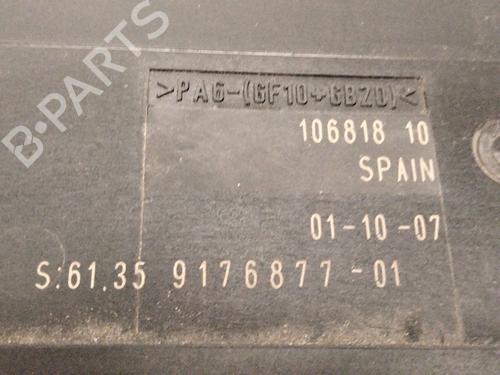 B-PARTS
>PA6-(GF10+GB20)<
106818 10
SPAIN
01-10-07
S:61.35 9176877-01